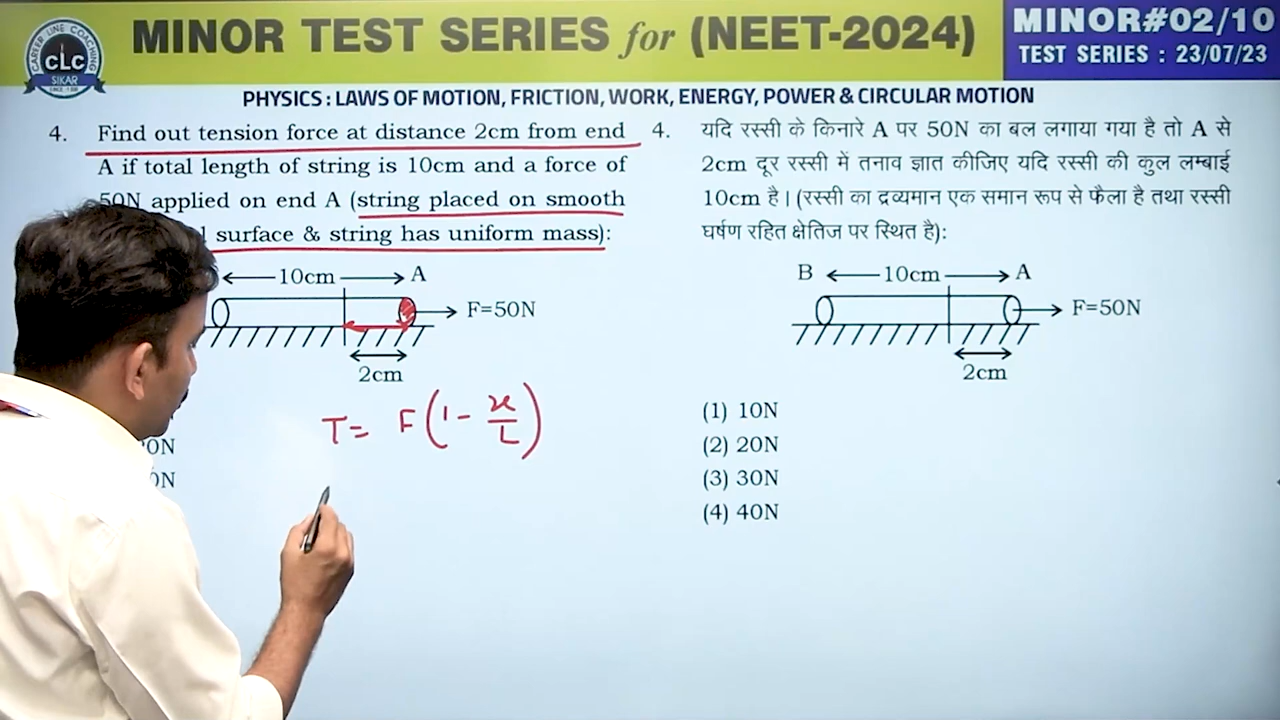 MINOR TEST SERIES for (NEET-2024)
MINOR#02/10
TEST SERIES : 23/07/23
CAREER LINE COACHING
CLC
SIKAR
PHYSICS : LAWS OF MOTION, FRICTION, WORK, ENERGY, POWER & CIRCULAR MOTION
4. Find out tension force at distance 2cm from end
A if total length of string is 10cm and a force of
50N applied on end A (string placed on smooth
surface & string has uniform mass):
10cm A
F=50N
2cm
T= F(1-x/L)
0N
0N
4. यदि रस्सी के किनारे A पर 50N का बल लगाया गया है तो A से
2cm दूर रस्सी में तनाव ज्ञात कीजिए यदि रस्सी की कुल लम्बाई
10cm है। (रस्सी का द्रव्यमान एक समान रूप से फैला है तथा रस्सी
घर्षण रहित क्षेतिज पर स्थित है):
B 10cm A
F=50N
2cm
(1) 10N
(2) 20N
(3) 30N
(4) 40N